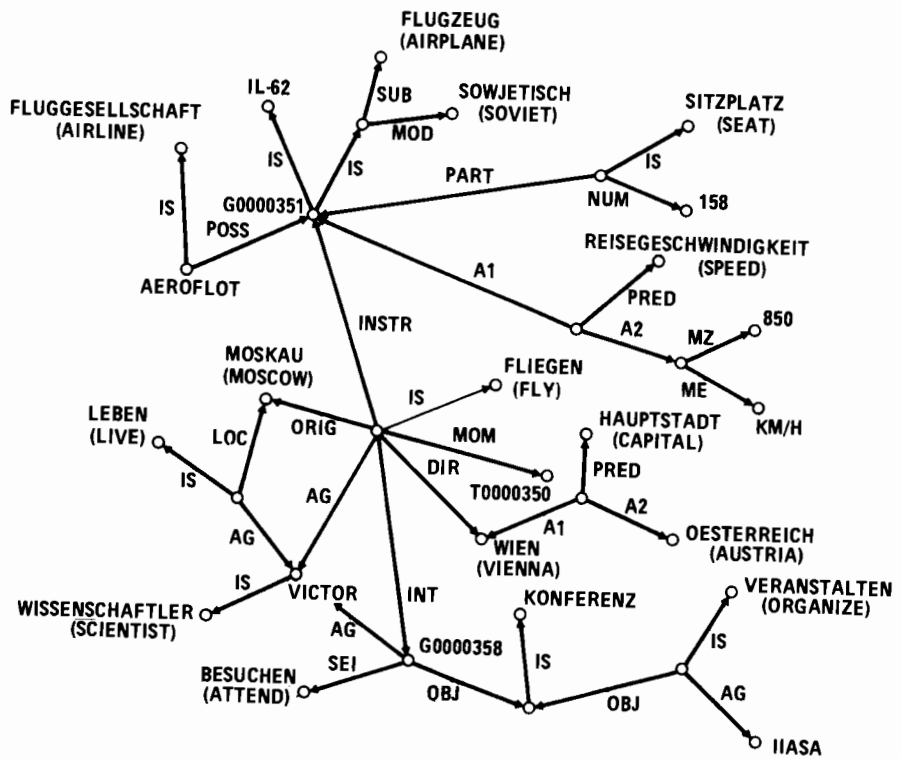 FLUGZEUG
(AIRPLANE)
IL-62
SUB
SOWJETISCH
(SOVIET)
MOD
FLUGGESELLSCHAFT
(AIRLINE)
SITZPLATZ
(SEAT)
IS
IS
IS
PART
NUM
158
IS
G0000351
POSS
AEROFLOT
REISEGESCHWINDIGKEIT
(SPEED)
A1
PRED
A2
MZ
850
ME
KM/H
INSTR
MOSKAU
(MOSCOW)
FLIEGEN
(FLY)
IS
LEBEN
(LIVE)
LOC
ORIG
MOM
HAUPTSTADT
(CAPITAL)
DIR
T0000350
PRED
IS
AG
AG
A1
A2
WIEN
(VIENNA)
OESTERREICH
(AUSTRIA)
IS
VICTOR
INT
WISSENSCHAFTLER
(SCIENTIST)
KONFERENZ
VERANSTALTEN
(ORGANIZE)
AG
G0000358
IS
IS
BESUCHEN
(ATTEND)
SEI
OBJ
OBJ
AG
IIASA